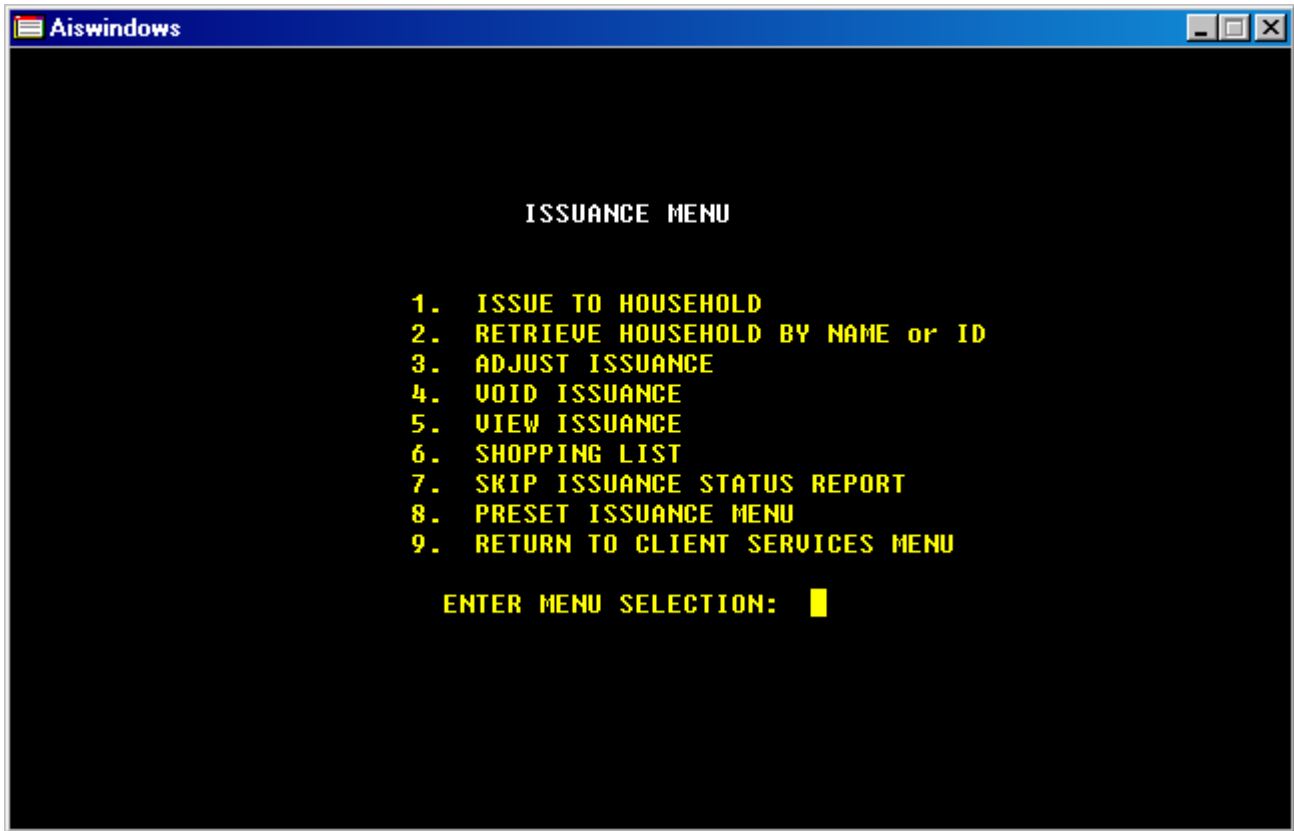 Aiswindows
ISSUANCE MENU
1. ISSUE TO HOUSEHOLD
2. RETRIEVE HOUSEHOLD BY NAME or ID
3. ADJUST ISSUANCE
4. VOID ISSUANCE
5. VIEW ISSUANCE
6. SHOPPING LIST
7. SKIP ISSUANCE STATUS REPORT
8. PRESET ISSUANCE MENU
9. RETURN TO CLIENT SERVICES MENU
ENTER MENU SELECTION: